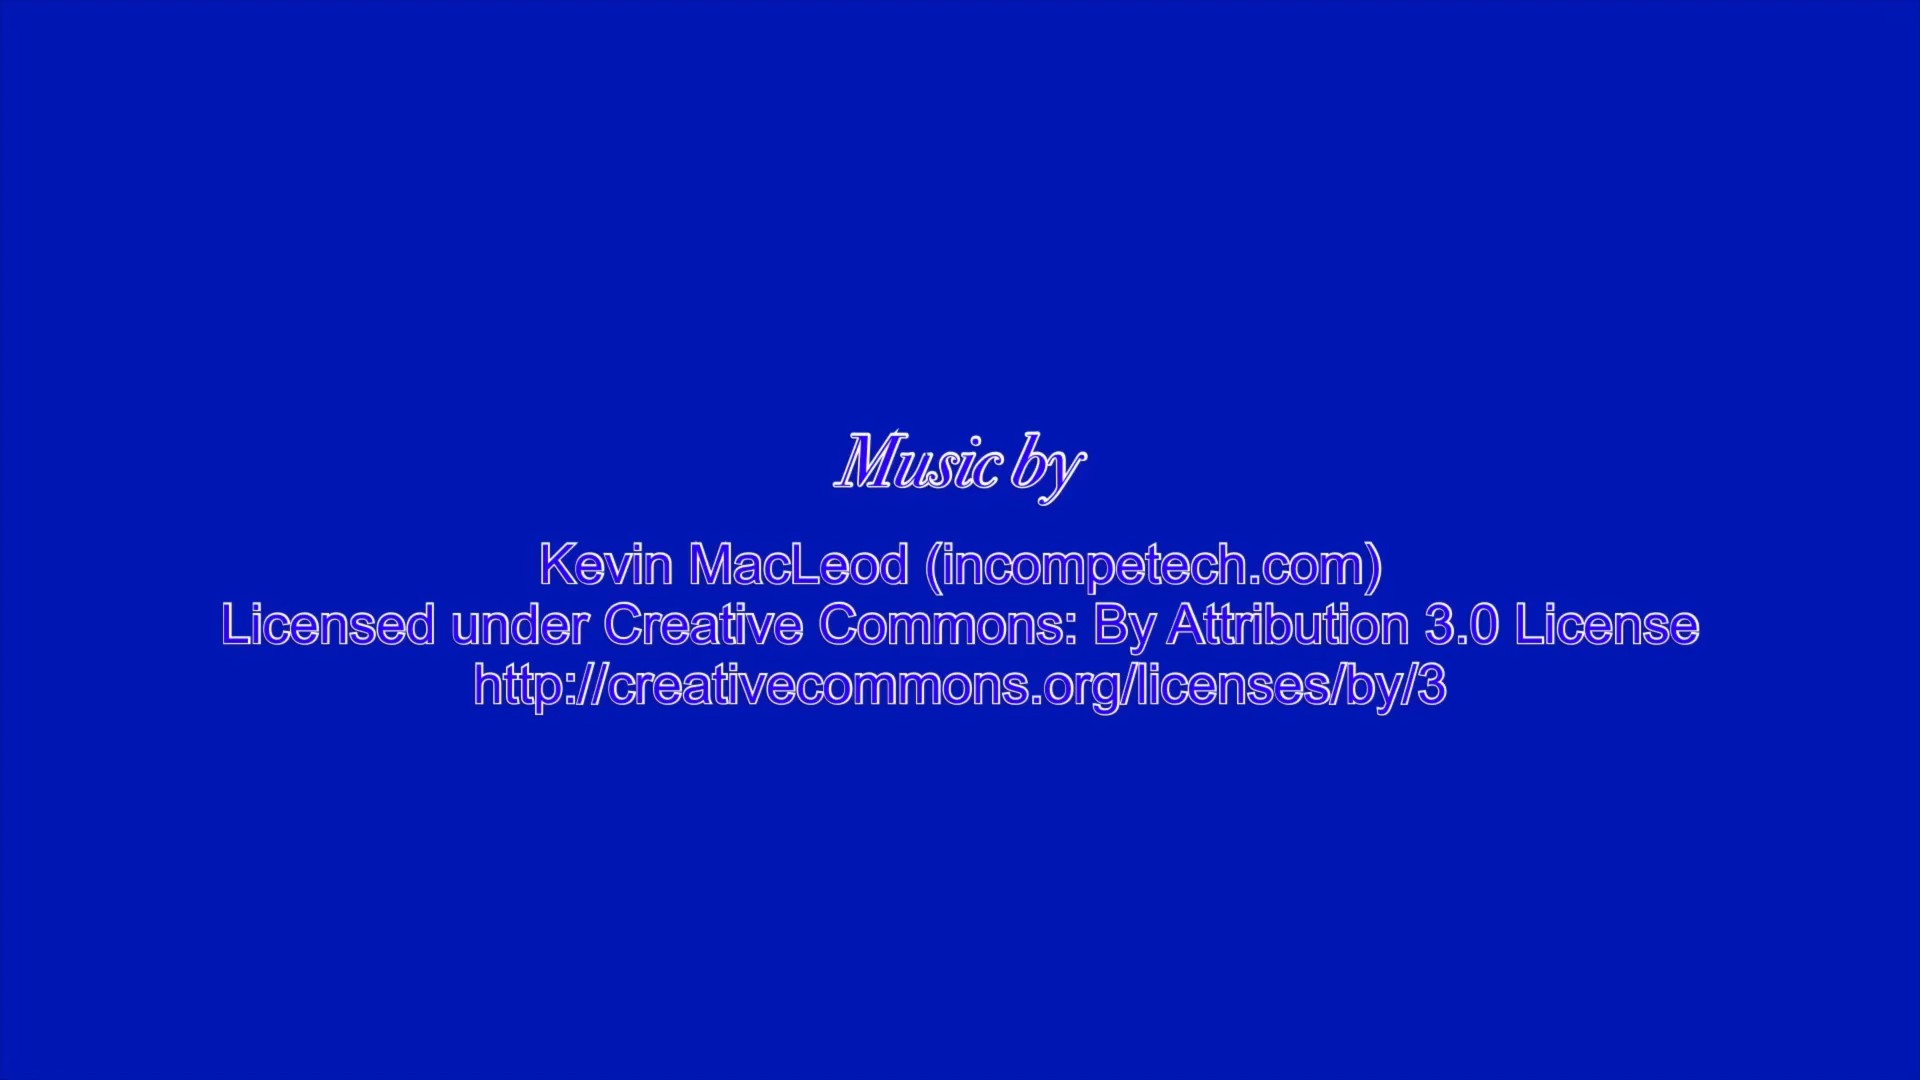 Music by
Kevin MacLeod (incompetech.com)
Licensed under Creative Commons: By Attribution 3.0 License
http://creativecommons.org/licenses/by/3